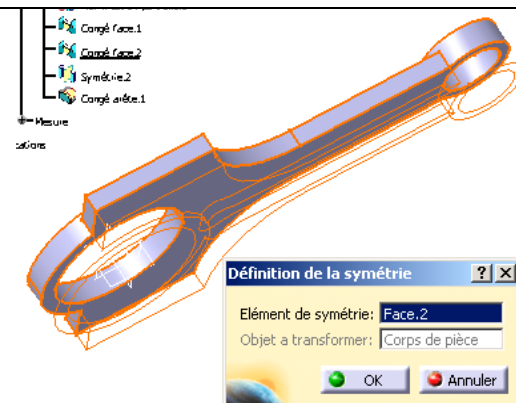 Congé face.1
Congé face.2
Symétrie.2
Congé arête.1
Mesure
Définition de la symétrie
Elément de symétrie: Face.2
Objet a transformer: Corps de pièce
OK Annuler